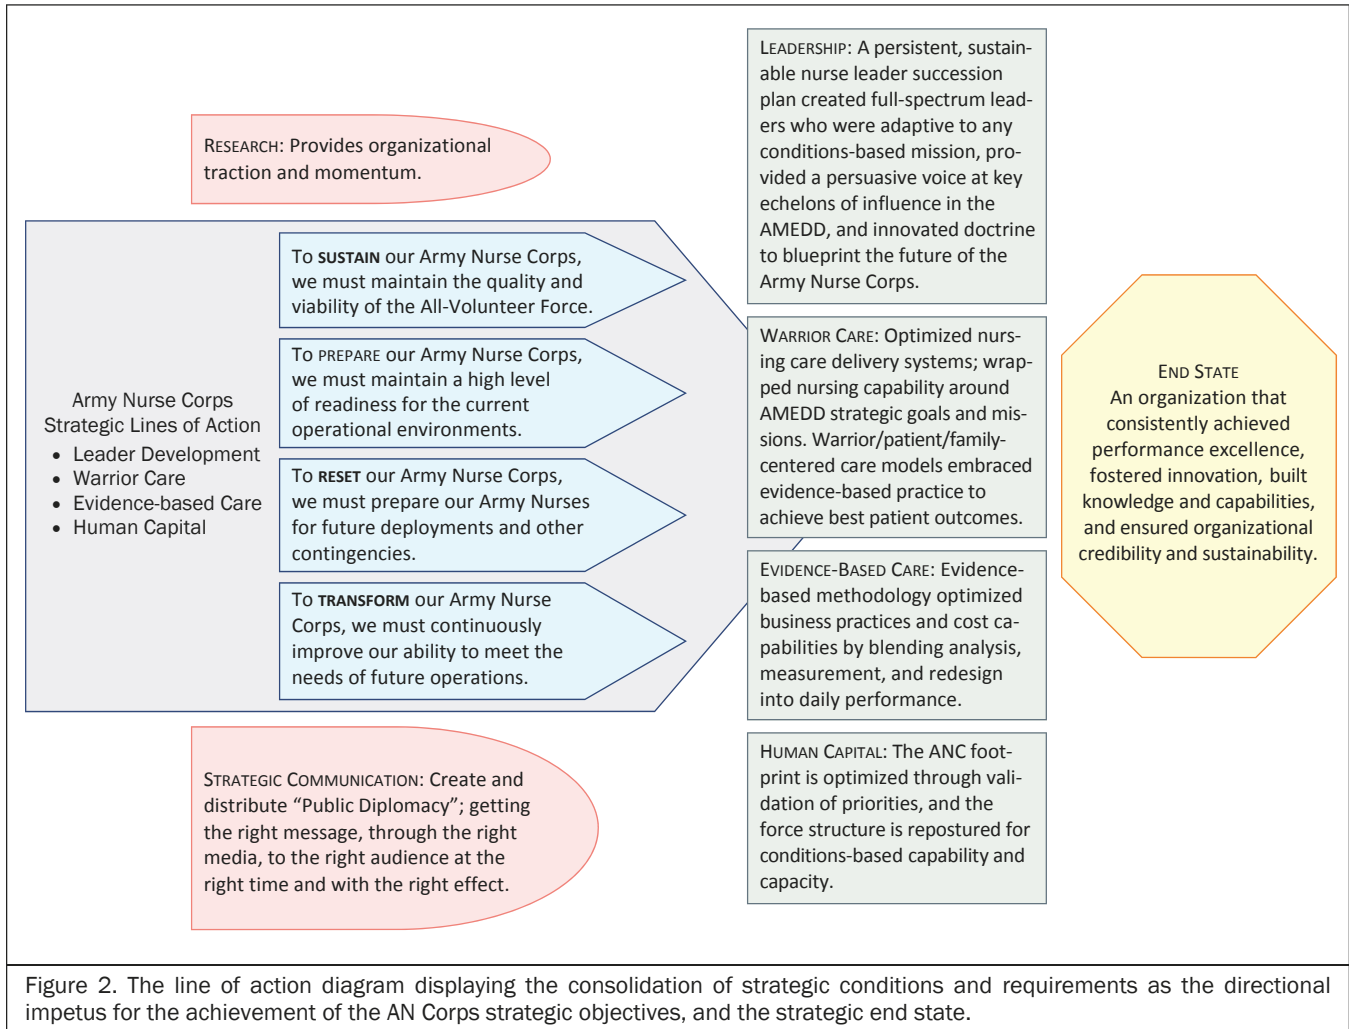 RESEARCH: Provides organizational
traction and momentum.
Army Nurse Corps
Strategic Lines of Action
• Leader Development
• Warrior Care
• Evidence-based Care
• Human Capital
To SUSTAIN our Army Nurse Corps,
we must maintain the quality and
viability of the All-Volunteer Force.
To PREPARE our Army Nurse Corps,
we must maintain a high level
of readiness for the current
operational environments.
To RESET our Army Nurse Corps,
we must prepare our Army Nurses
for future deployments and other
contingencies.
To TRANSFORM our Army Nurse
Corps, we must continuously
improve our ability to meet the
needs of future operations.
STRATEGIC COMMUNICATION: Create and
distribute “Public Diplomacy”; getting
the right message, through the right
media, to the right audience at the
right time and with the right effect.
LEADERSHIP: A persistent, sustain-
able nurse leader succession
plan created full-spectrum lead-
ers who were adaptive to any
conditions-based mission, pro-
vided a persuasive voice at key
echelons of influence in the
AMEDD, and innovated doctrine
to blueprint the future of the
Army Nurse Corps.
WARRIOR CARE: Optimized nurs-
ing care delivery systems; wrap-
ped nursing capability around
AMEDD strategic goals and mis-
sions. Warrior/patient/family-
centered care models embraced
evidence-based practice to
achieve best patient outcomes.
EVIDENCE-BASED CARE: Evidence-
based methodology optimized
business practices and cost ca-
pabilities by blending analysis,
measurement, and redesign
into daily performance.
HUMAN CAPITAL: The ANC foot-
print is optimized through vali-
dation of priorities, and the
force structure is repostured for
conditions-based capability and
capacity.
END STATE
An organization that
consistently achieved
performance excellence,
fostered innovation, built
knowledge and capabilities,
and ensured organizational
credibility and sustainability.
Figure 2. The line of action diagram displaying the consolidation of strategic conditions and requirements as the directional
impetus for the achievement of the AN Corps strategic objectives, and the strategic end state.